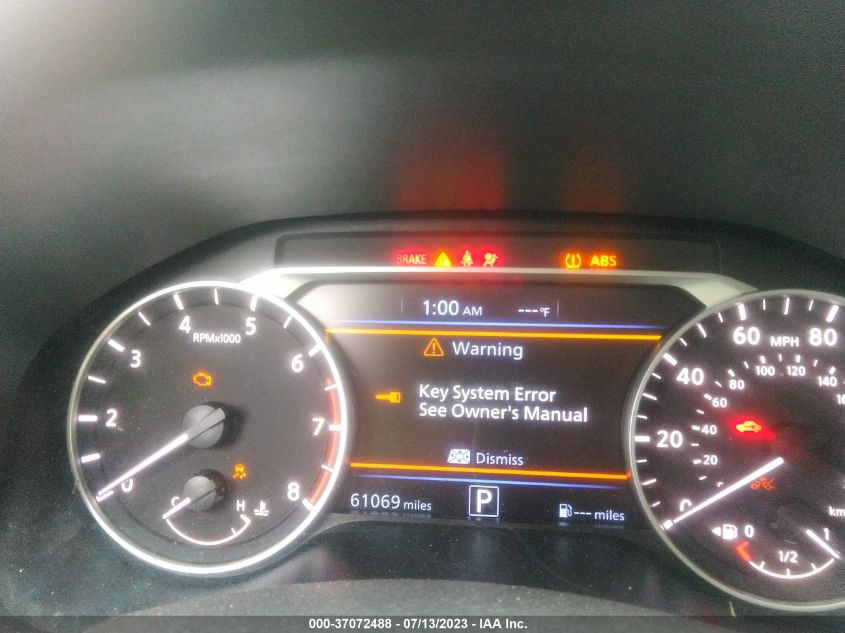 BRAKE
ABS
1:00 AM
---°F
Warning
Key System Error
See Owner's Manual
Dismiss
61069 miles
P
--- miles
RPMx1000
0
2
3
4
5
6
7
8
C
H
MPH
0
20
40
60
80
20
40
60
80
100
120
140
km
0
1/2
1
000-37072488 - 07/13/2023 - IAA Inc.